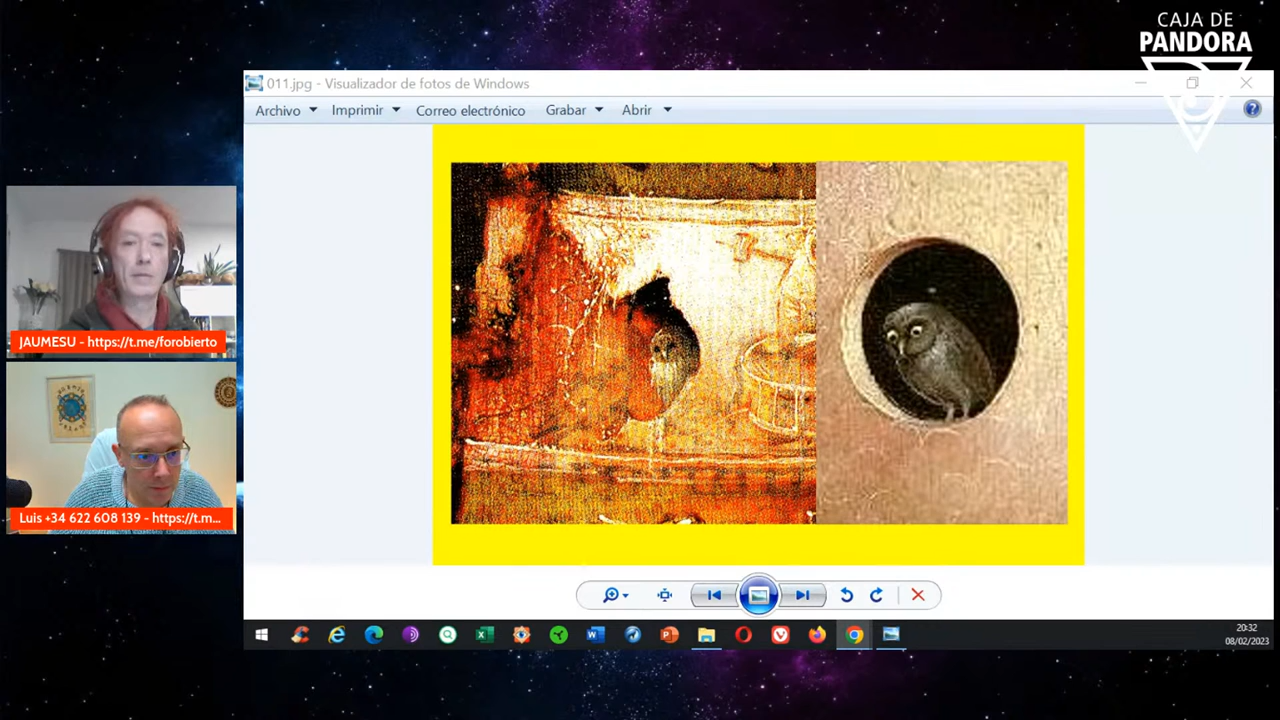 CAJA DE
PANDORA
011.jpg - Visualizador de fotos de Windows
Archivo Imprimir Correo electrónico Grabar Abrir
JAUMESU - https://t.me/forobierto
Luis +34 622 608 139 - https://t.m...
20:32
08/02/2023